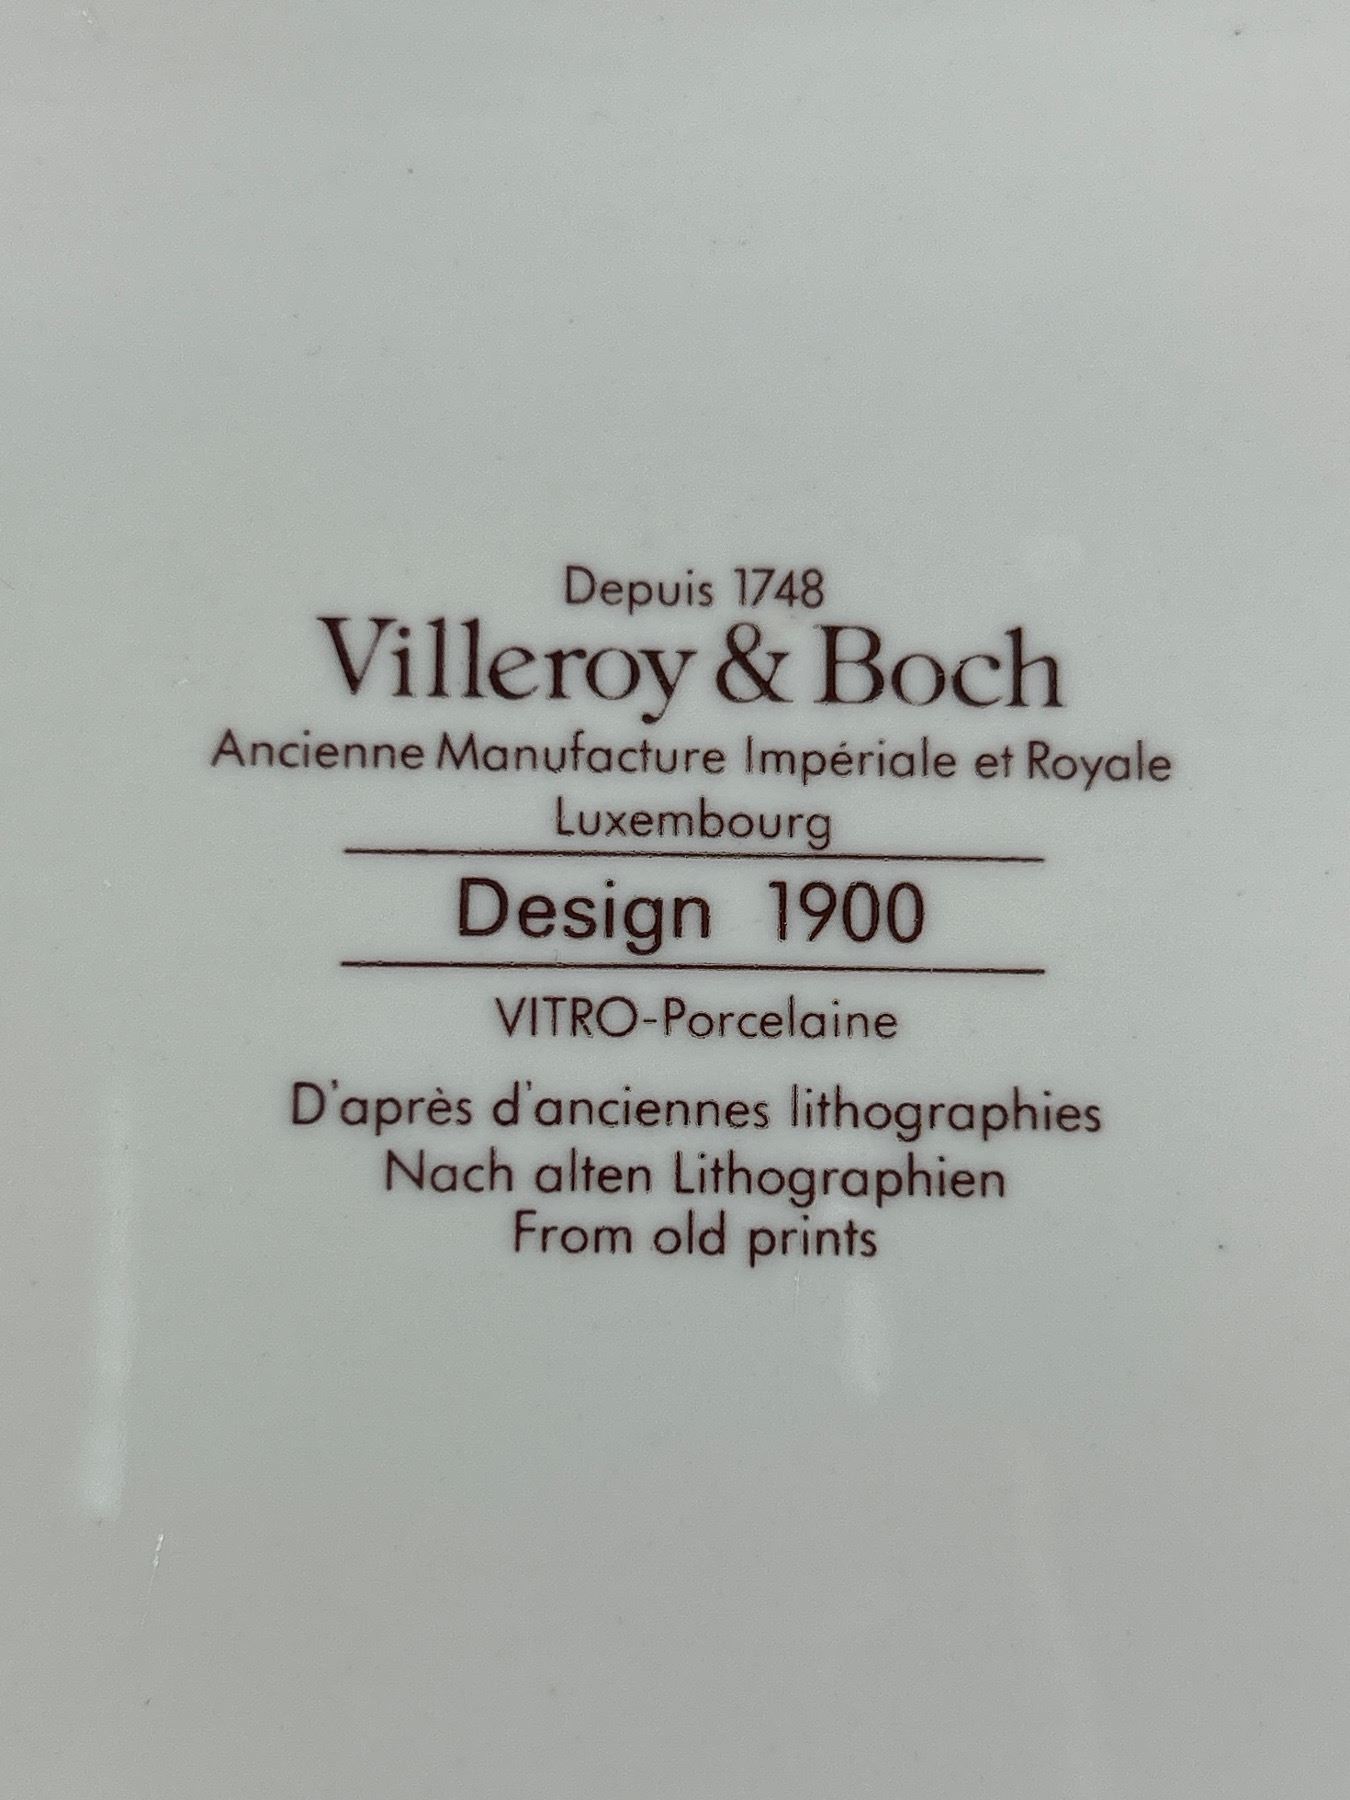 Depuis 1748
Villeroy & Boch
Ancienne Manufacture Impériale et Royale
Luxembourg
Design 1900
VITRO-Porcelaine
D'après d'anciennes lithographies
Nach alten Lithographien
From old prints